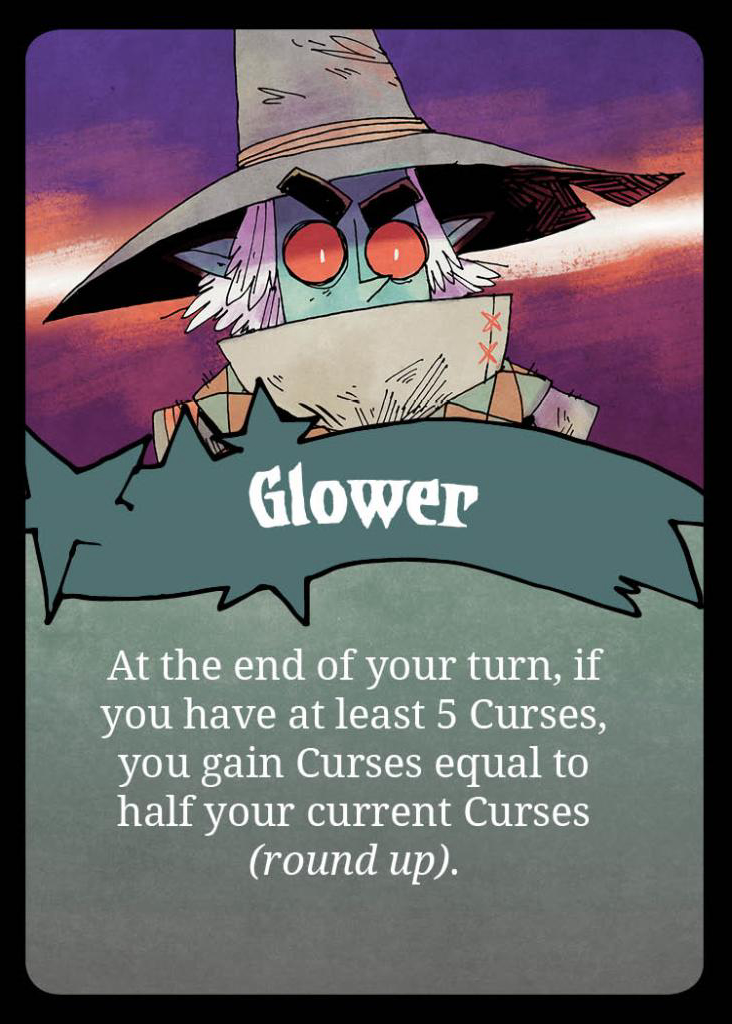 Glower
At the end of your turn, if
you have at least 5 Curses,
you gain Curses equal to
half your current Curses
(round up).